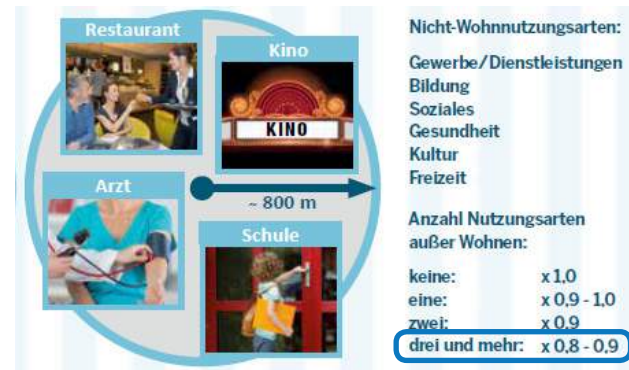 Restaurant
Kino
KINO
Arzt
~ 800 m
Schule
Nicht-Wohnnutzungsarten:
Gewerbe/Dienstleistungen
Bildung
Soziales
Gesundheit
Kultur
Freizeit
Anzahl Nutzungsarten
außer Wohnen:
keine: x 1,0
eine: x 0,9 - 1,0
zwei: x 0,9
drei und mehr: x 0,8 - 0,9